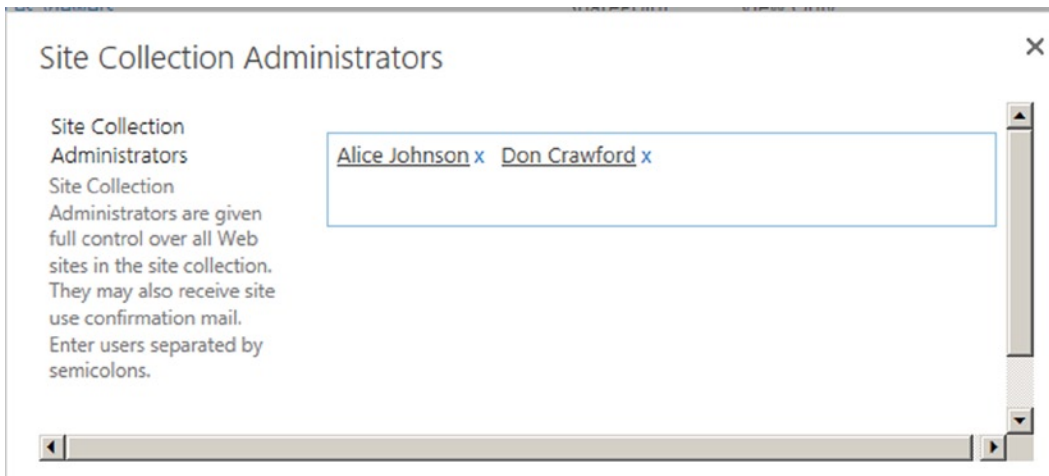 Site Collection Administrators
Site Collection
Administrators
Site Collection
Administrators are given
full control over all Web
sites in the site collection.
They may also receive site
use confirmation mail.
Enter users separated by
semicolons.
Alice Johnson x Don Crawford x